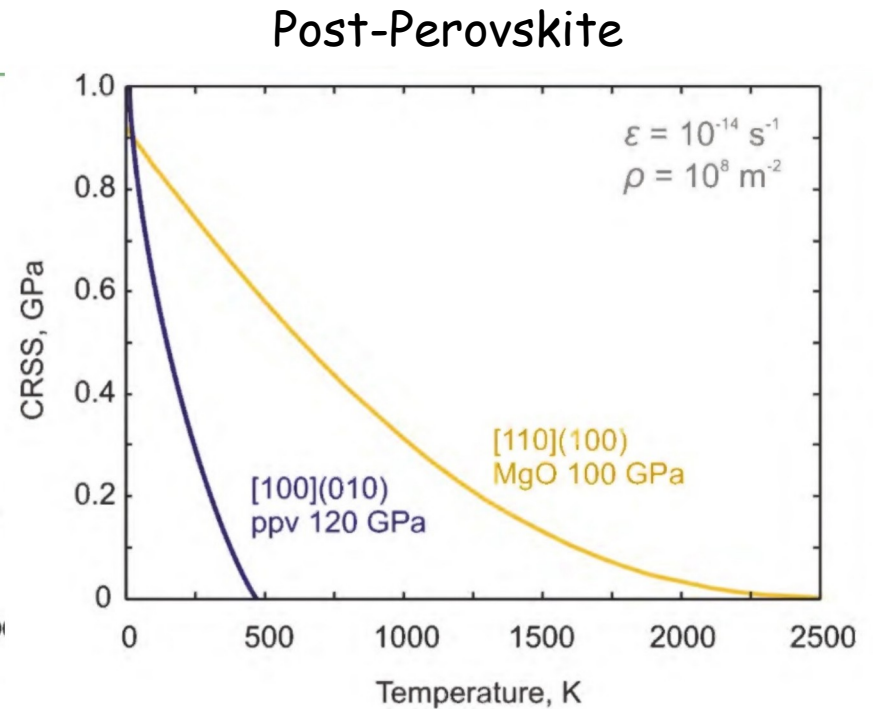 Post-Perovskite
1.0
0.8
0.6
0.4
0.2
0
CRSS, GPa
ε = 10⁻¹⁴ s⁻¹
ρ = 10⁸ m⁻²
[110](100)
MgO 100 GPa
[100](010)
ppv 120 GPa
0 500 1000 1500 2000 2500
Temperature, K